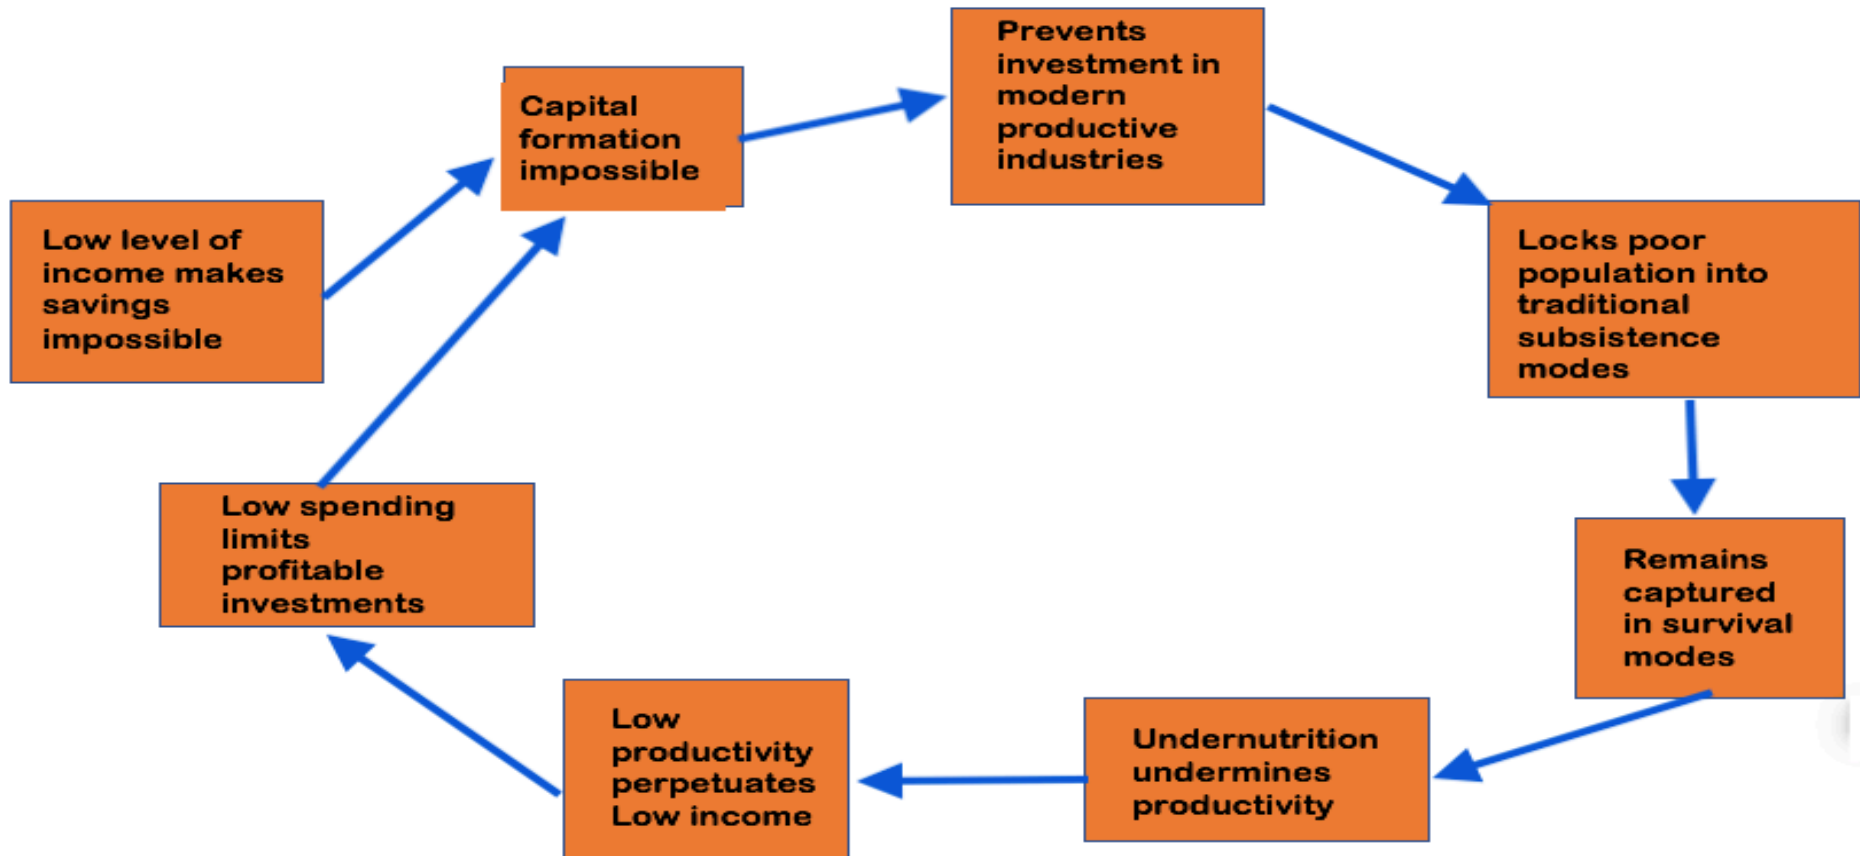 Prevents
investment in
modern
productive
industries
Capital
formation
impossible
Low level of
income makes
savings
impossible
Locks poor
population into
traditional
subsistence
modes
Low spending
limits
profitable
investments
Remains
captured
in survival
modes
Low
productivity
perpetuates
Low income
Undernutrition
undermines
productivity